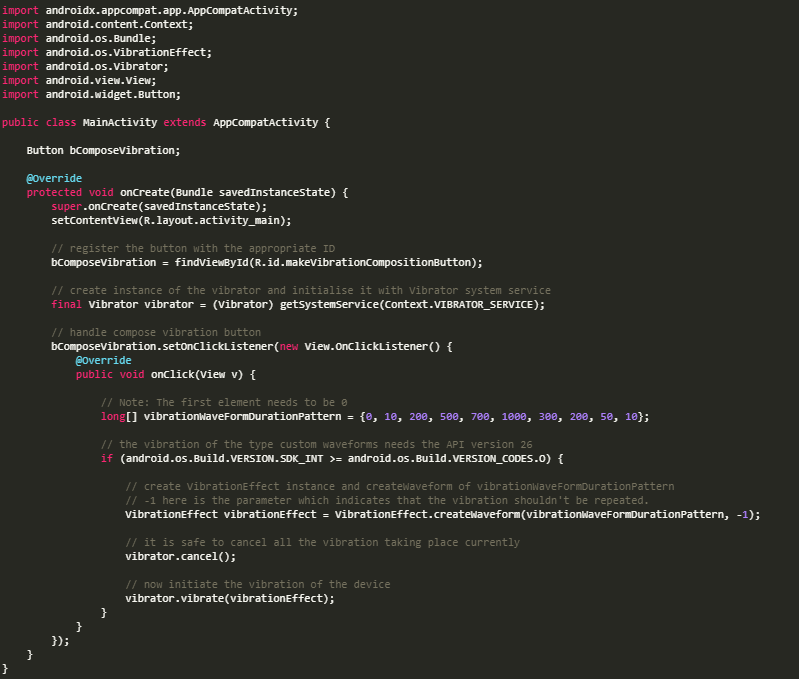 import androidx.appcompat.app.AppCompatActivity;
import android.content.Context;
import android.os.Bundle;
import android.os.VibrationEffect;
import android.os.Vibrator;
import android.view.View;
import android.widget.Button;

public class MainActivity extends AppCompatActivity {

    Button bComposeVibration;

    @Override
    protected void onCreate(Bundle savedInstanceState) {
        super.onCreate(savedInstanceState);
        setContentView(R.layout.activity_main);

        // register the button with the appropriate ID
        bComposeVibration = findViewById(R.id.makeVibrationCompositionButton);

        // create instance of the vibrator and initialise it with Vibrator system service
        final Vibrator vibrator = (Vibrator) getSystemService(Context.VIBRATOR_SERVICE);

        // handle compose vibration button
        bComposeVibration.setOnClickListener(new View.OnClickListener() {
            @Override
            public void onClick(View v) {

                // Note: The first element needs to be 0
                long[] vibrationWaveFormDurationPattern = {0, 10, 200, 500, 700, 1000, 300, 200, 50, 10};

                // the vibration of the type custom waveforms needs the API version 26
                if (android.os.Build.VERSION.SDK_INT >= android.os.Build.VERSION_CODES.O) {

                    // create VibrationEffect instance and createWaveform of vibrationWaveFormDurationPattern
                    // -1 here is the parameter which indicates that the vibration shouldn't be repeated.
                    VibrationEffect vibrationEffect = VibrationEffect.createWaveform(vibrationWaveFormDurationPattern, -1);

                    // it is safe to cancel all the vibration taking place currently
                    vibrator.cancel();

                    // now initiate the vibration of the device
                    vibrator.vibrate(vibrationEffect);
                }
            }
        });
    }
}